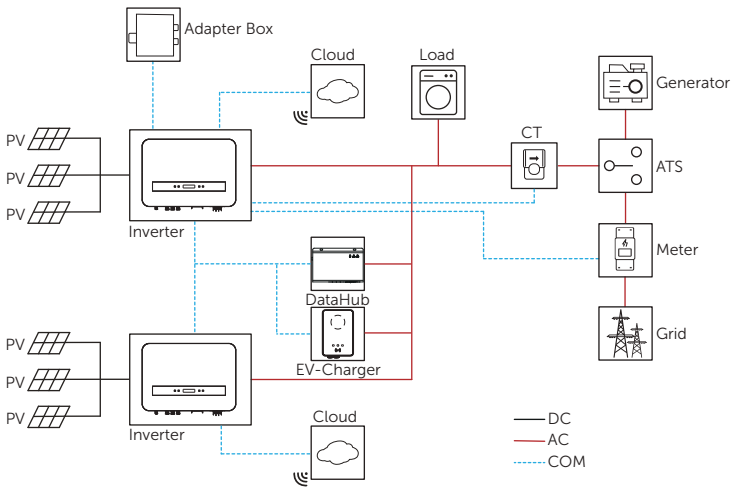 Adapter Box
Cloud
Load
Generator
CT
PV
PV
PV
ATS
Inverter
Meter
DataHub
Grid
PV
PV
PV
EV-Charger
Inverter
Cloud
DC
AC
COM